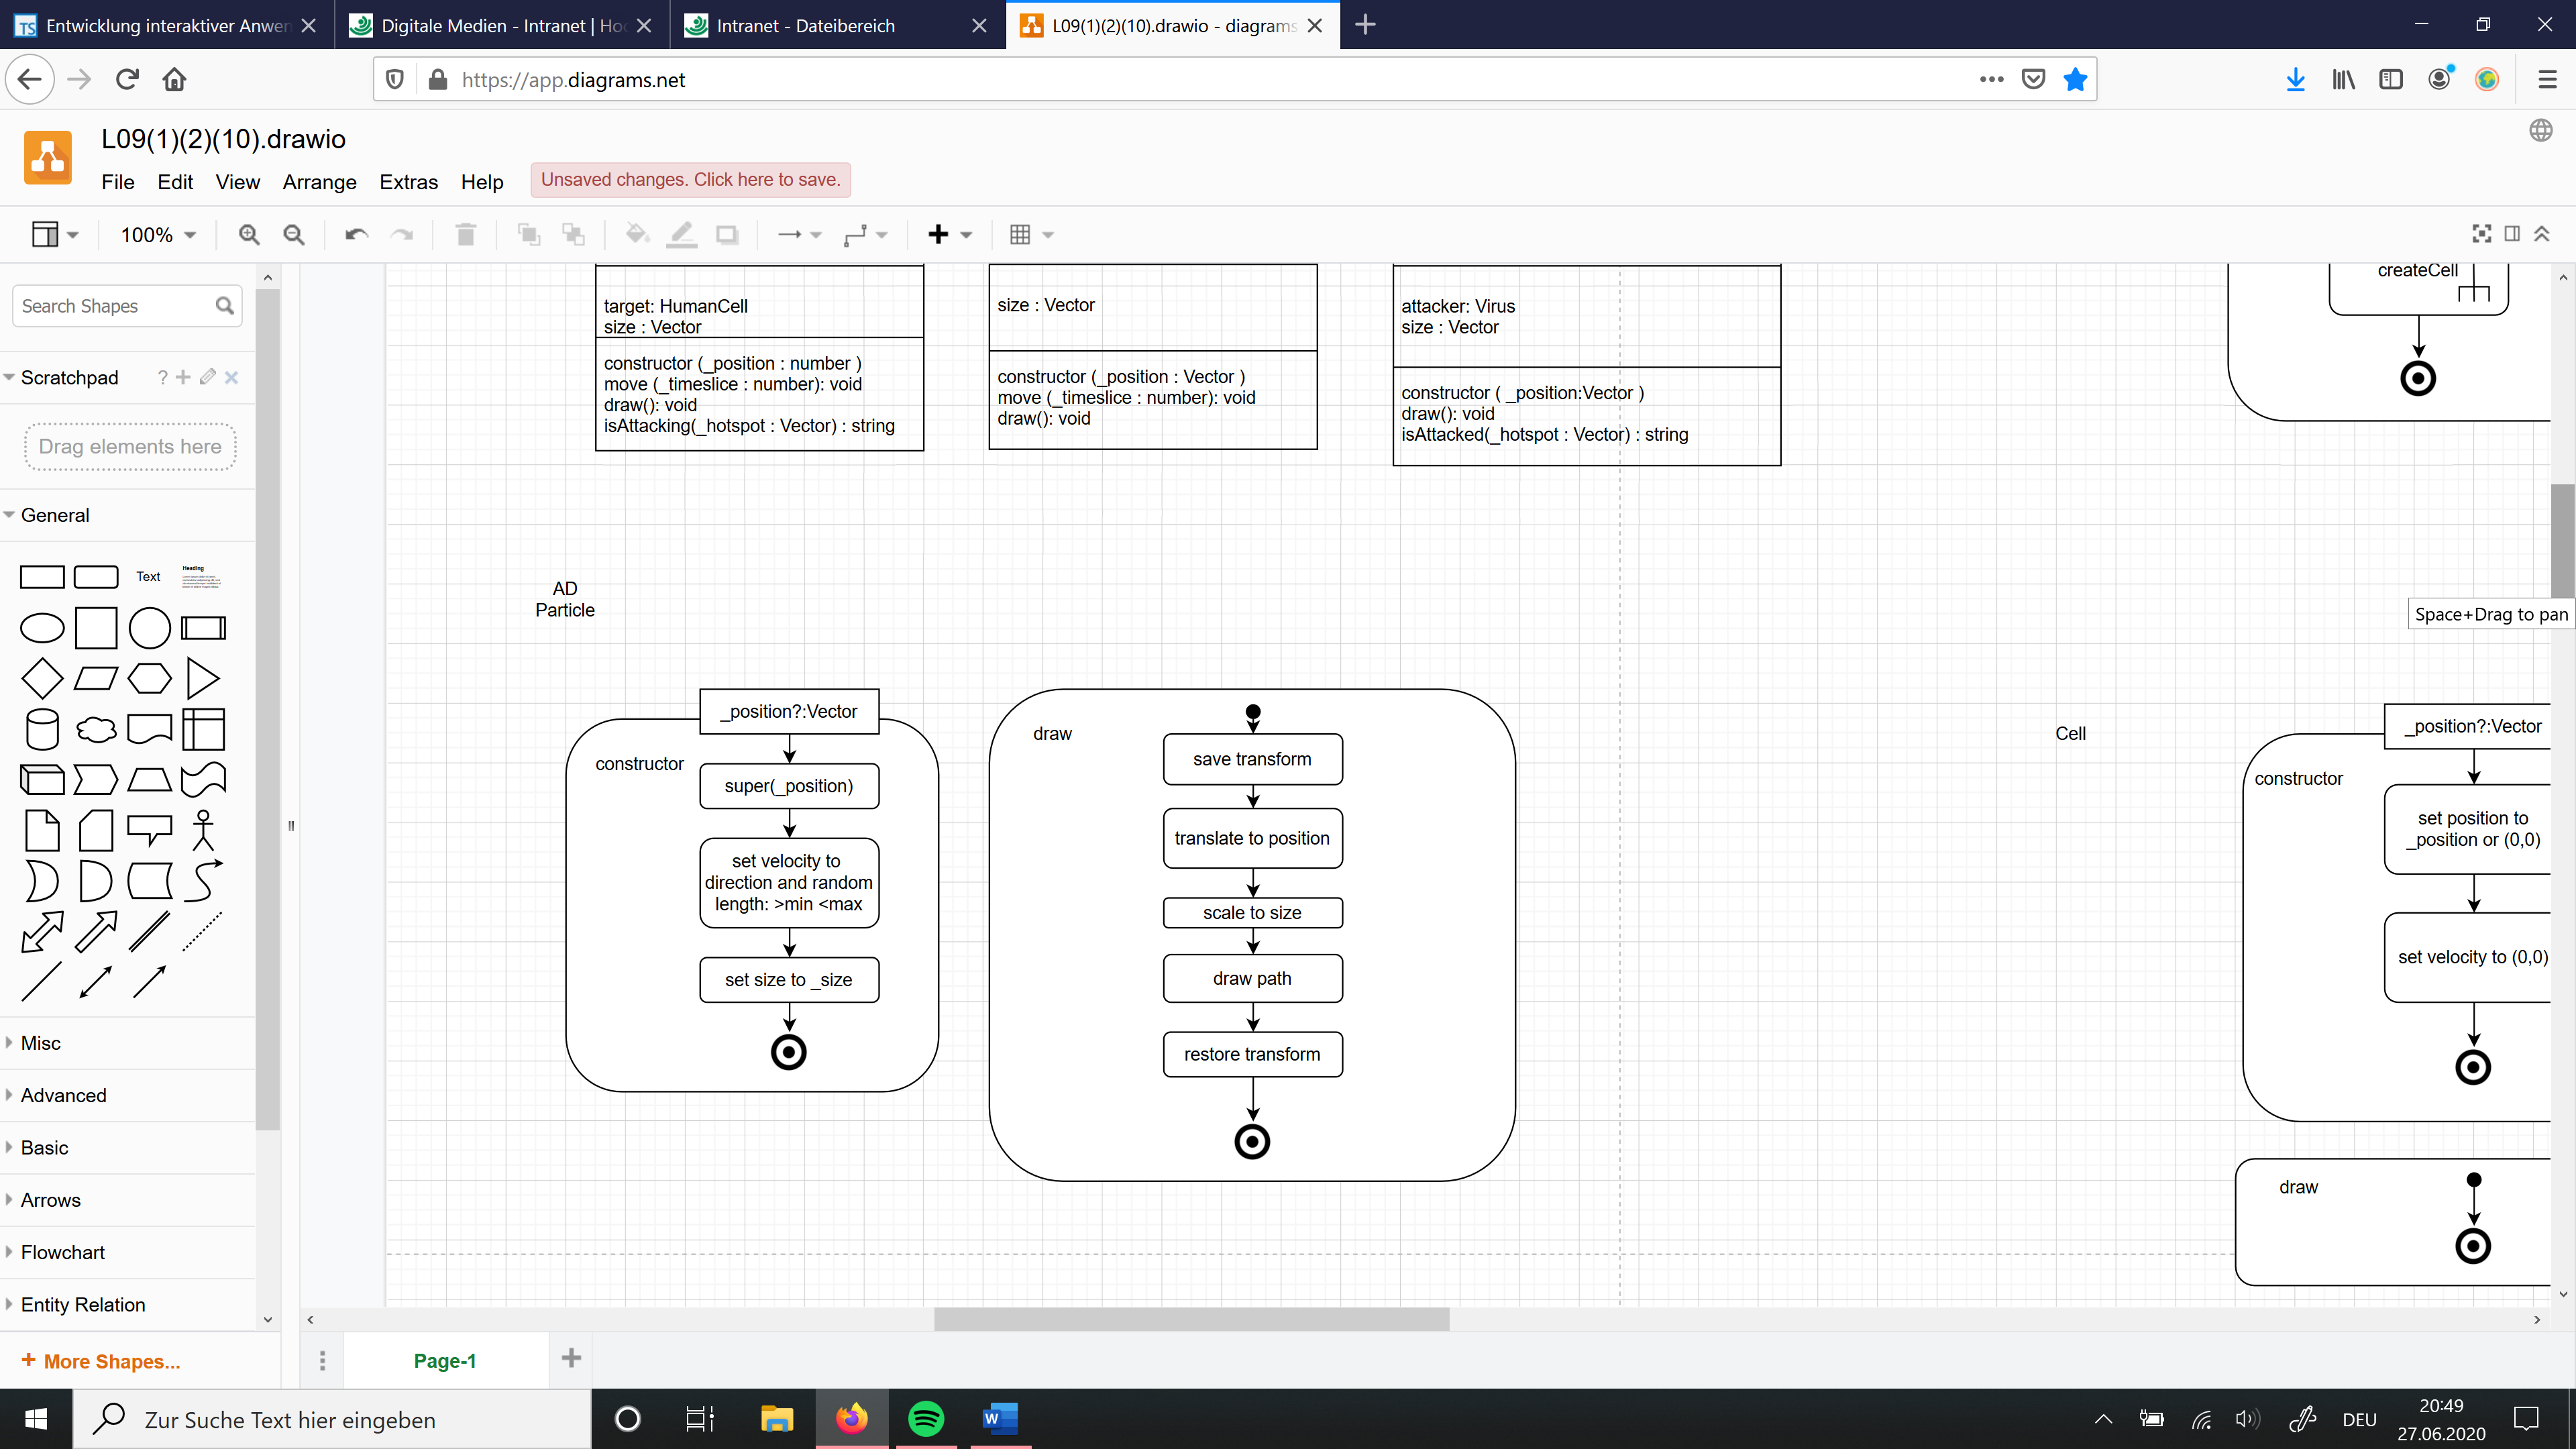 Entwicklung interaktiver Anwen
Digitale Medien - Intranet | Hoc
Intranet - Dateibereich
L09(1)(2)(10).drawio - diagrams
https://app.diagrams.net
L09(1)(2)(10).drawio
File Edit View Arrange Extras Help
Unsaved changes. Click here to save.
100%
Search Shapes
Scratchpad
?
Drag elements here
General
Text
Heading
Misc
Advanced
Basic
Arrows
Flowchart
Entity Relation
+ More Shapes...
target: HumanCell
size : Vector
constructor (_position : number )
move (_timeslice : number): void
draw(): void
isAttacking(_hotspot : Vector) : string
size : Vector
constructor (_position : Vector )
move (_timeslice : number): void
draw(): void
attacker: Virus
size : Vector
constructor ( _position:Vector )
draw(): void
isAttacked(_hotspot : Vector) : string
createCell
AD
Particle
Space+Drag to pan
_position?:Vector
constructor
super(_position)
set velocity to
direction and random
length: >min <max
set size to _size
draw
save transform
translate to position
scale to size
draw path
restore transform
Cell
_position?:Vector
constructor
set position to
_position or (0,0)
set velocity to (0,0)
draw
Page-1
Zur Suche Text hier eingeben
DEU
20:49
27.06.2020